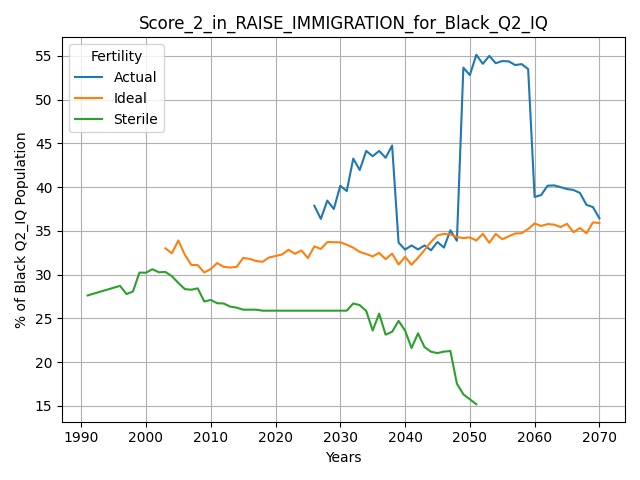 Score_2_in_RAISE_IMMIGRATION_for_Black_Q2_IQ
Fertility
Actual
Ideal
Sterile
% of Black Q2_IQ Population
55
50
45
40
35
30
25
20
15
1990
2000
2010
2020
2030
2040
2050
2060
2070
Years